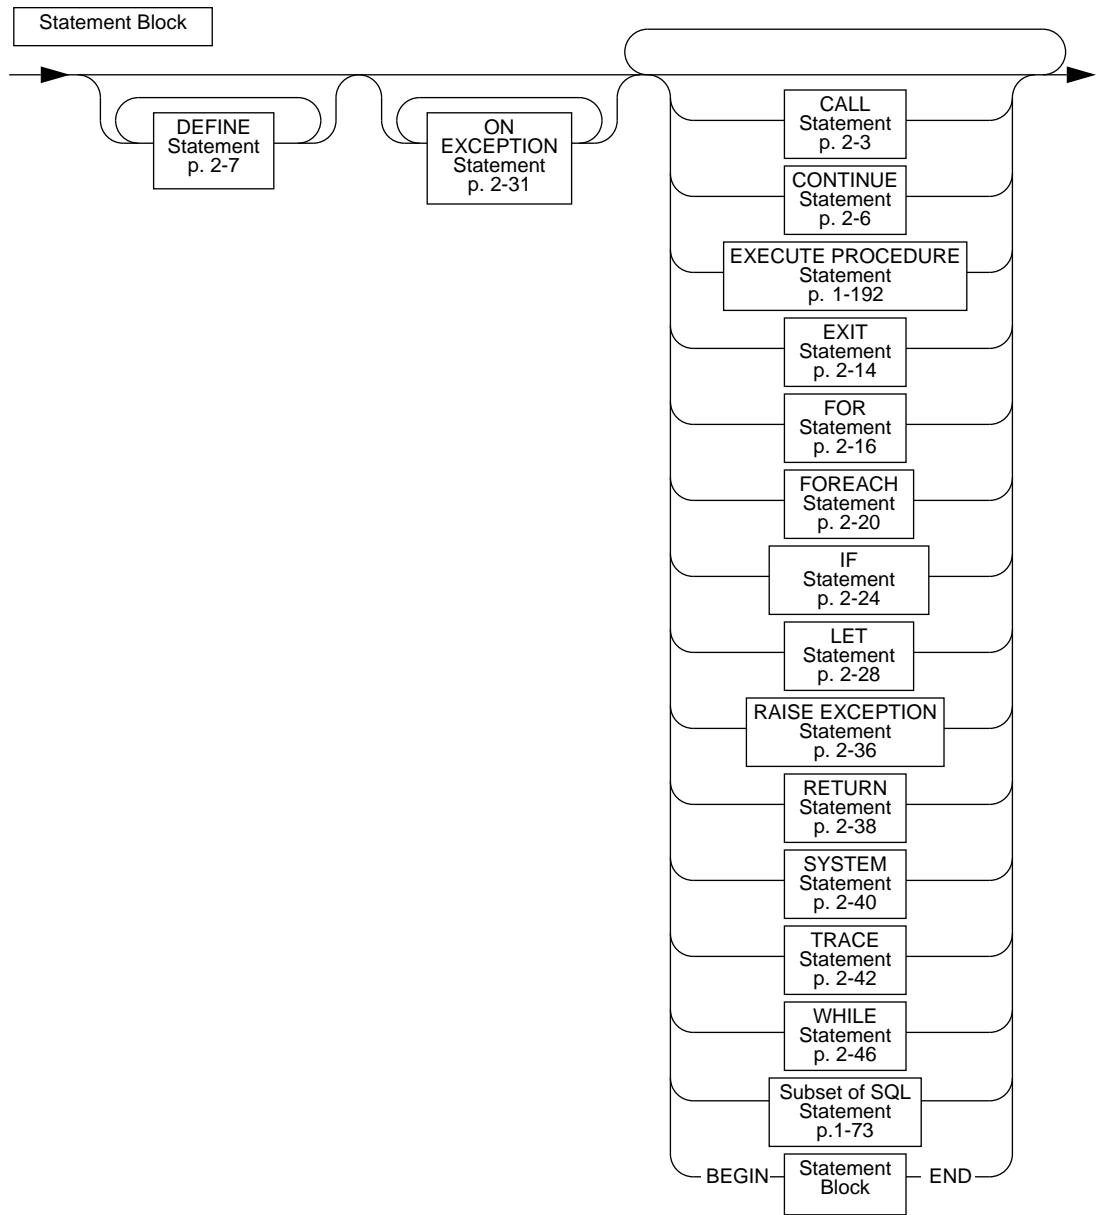 Statement Block
DEFINE
Statement
p. 2-7
ON
EXCEPTION
Statement
p. 2-31
CALL
Statement
p. 2-3
CONTINUE
Statement
p. 2-6
EXECUTE PROCEDURE
Statement
p. 1-192
EXIT
Statement
p. 2-14
FOR
Statement
p. 2-16
FOREACH
Statement
p. 2-20
IF
Statement
p. 2-24
LET
Statement
p. 2-28
RAISE EXCEPTION
Statement
p. 2-36
RETURN
Statement
p. 2-38
SYSTEM
Statement
p. 2-40
TRACE
Statement
p. 2-42
WHILE
Statement
p. 2-46
Subset of SQL
Statement
p.1-73
BEGIN
Statement
Block
END